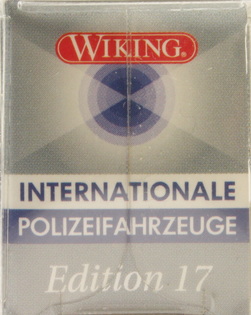 WIKING®
INTERNATIONALE
POLIZEIFAHRZEUGE
Edition 17